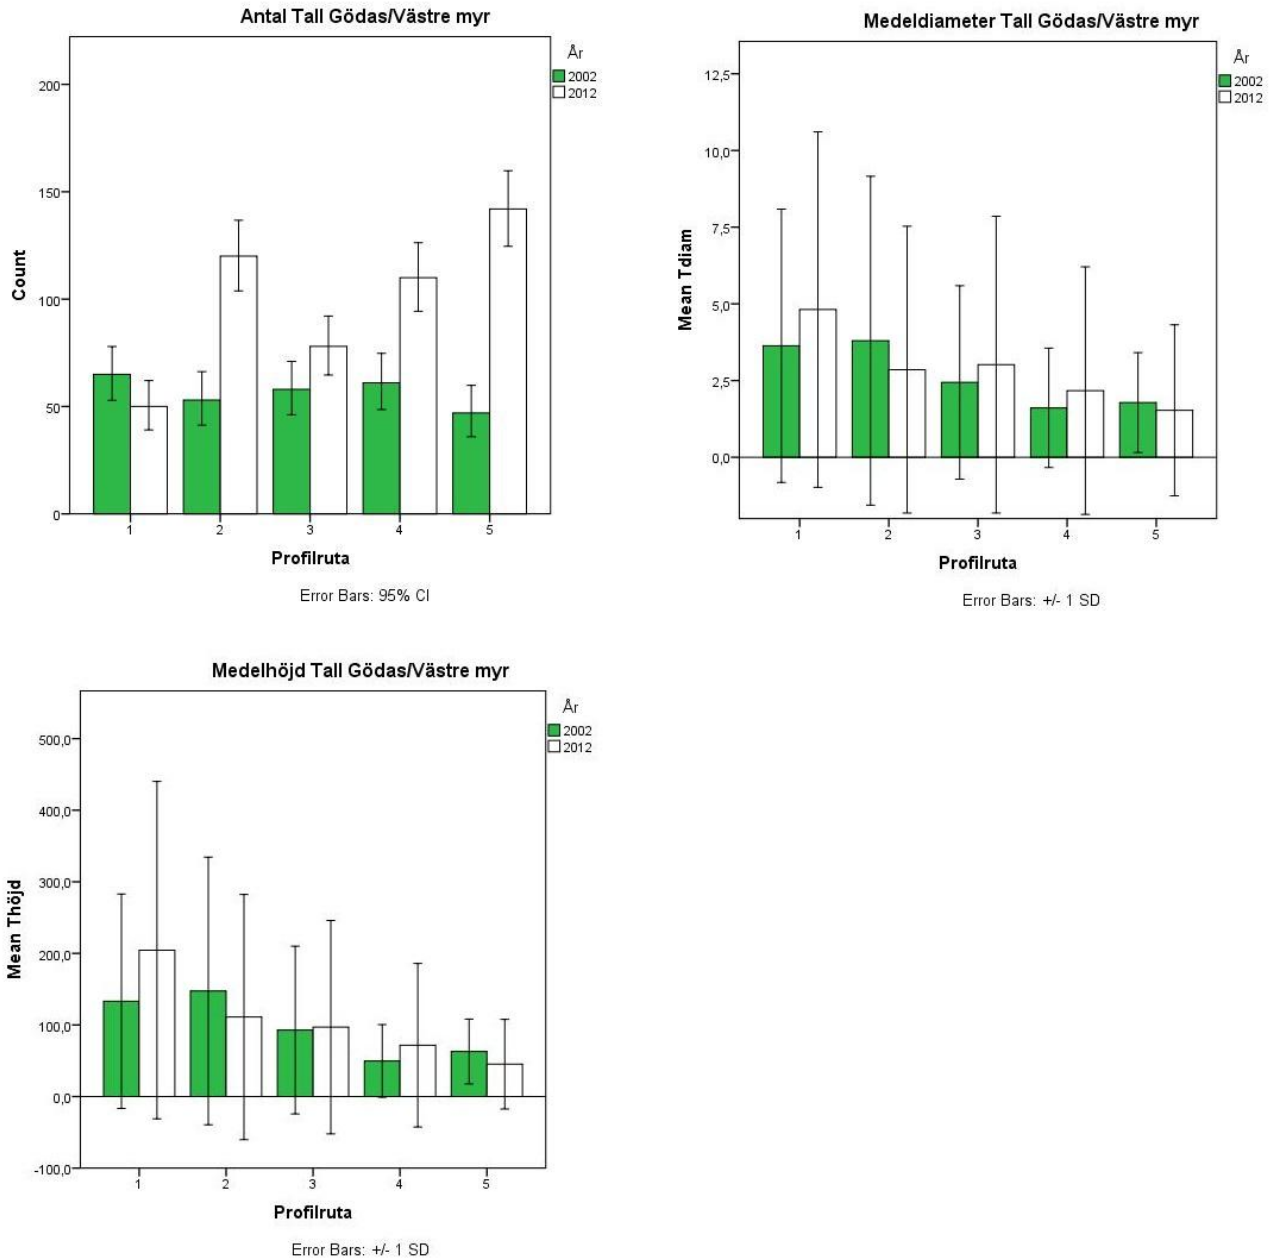 Antal Tall Gödas/Västre myr
År
2002
2012
200
150
100
50
0
Count
1 2 3 4 5
Profilruta
Error Bars: 95% CI
Medeldiameter Tall Gödas/Västre myr
År
2002
2012
12,5
10,0
7,5
5,0
2,5
0,0
Mean Tdiam
1 2 3 4 5
Profilruta
Error Bars: +/- 1 SD
Medelhöjd Tall Gödas/Västre myr
År
2002
2012
500,0
400,0
300,0
200,0
100,0
0,0
-100,0
Mean Thöjd
1 2 3 4 5
Profilruta
Error Bars: +/- 1 SD